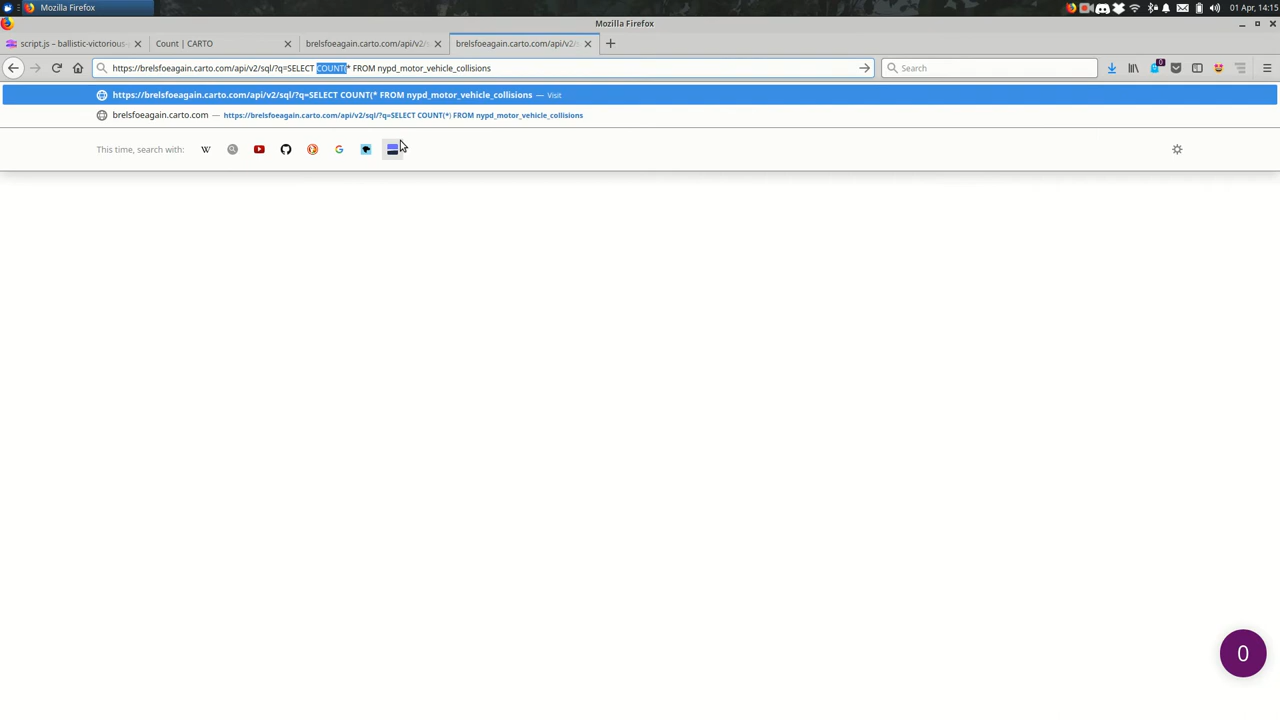 Mozilla Firefox
01 Apr, 14:15
Mozilla Firefox
script.js – ballistic-victorious-
Count | CARTO
brelsfoeagain.carto.com/api/v2/s
brelsfoeagain.carto.com/api/v2/s
https://brelsfoeagain.carto.com/api/v2/sql/?q=SELECT COUNT(* FROM nypd_motor_vehicle_collisions
Search
0
https://brelsfoeagain.carto.com/api/v2/sql/?q=SELECT COUNT(* FROM nypd_motor_vehicle_collisions — Visit
brelsfoeagain.carto.com — https://brelsfoeagain.carto.com/api/v2/sql/?q=SELECT COUNT(*) FROM nypd_motor_vehicle_collisions
This time, search with:
W
G
0